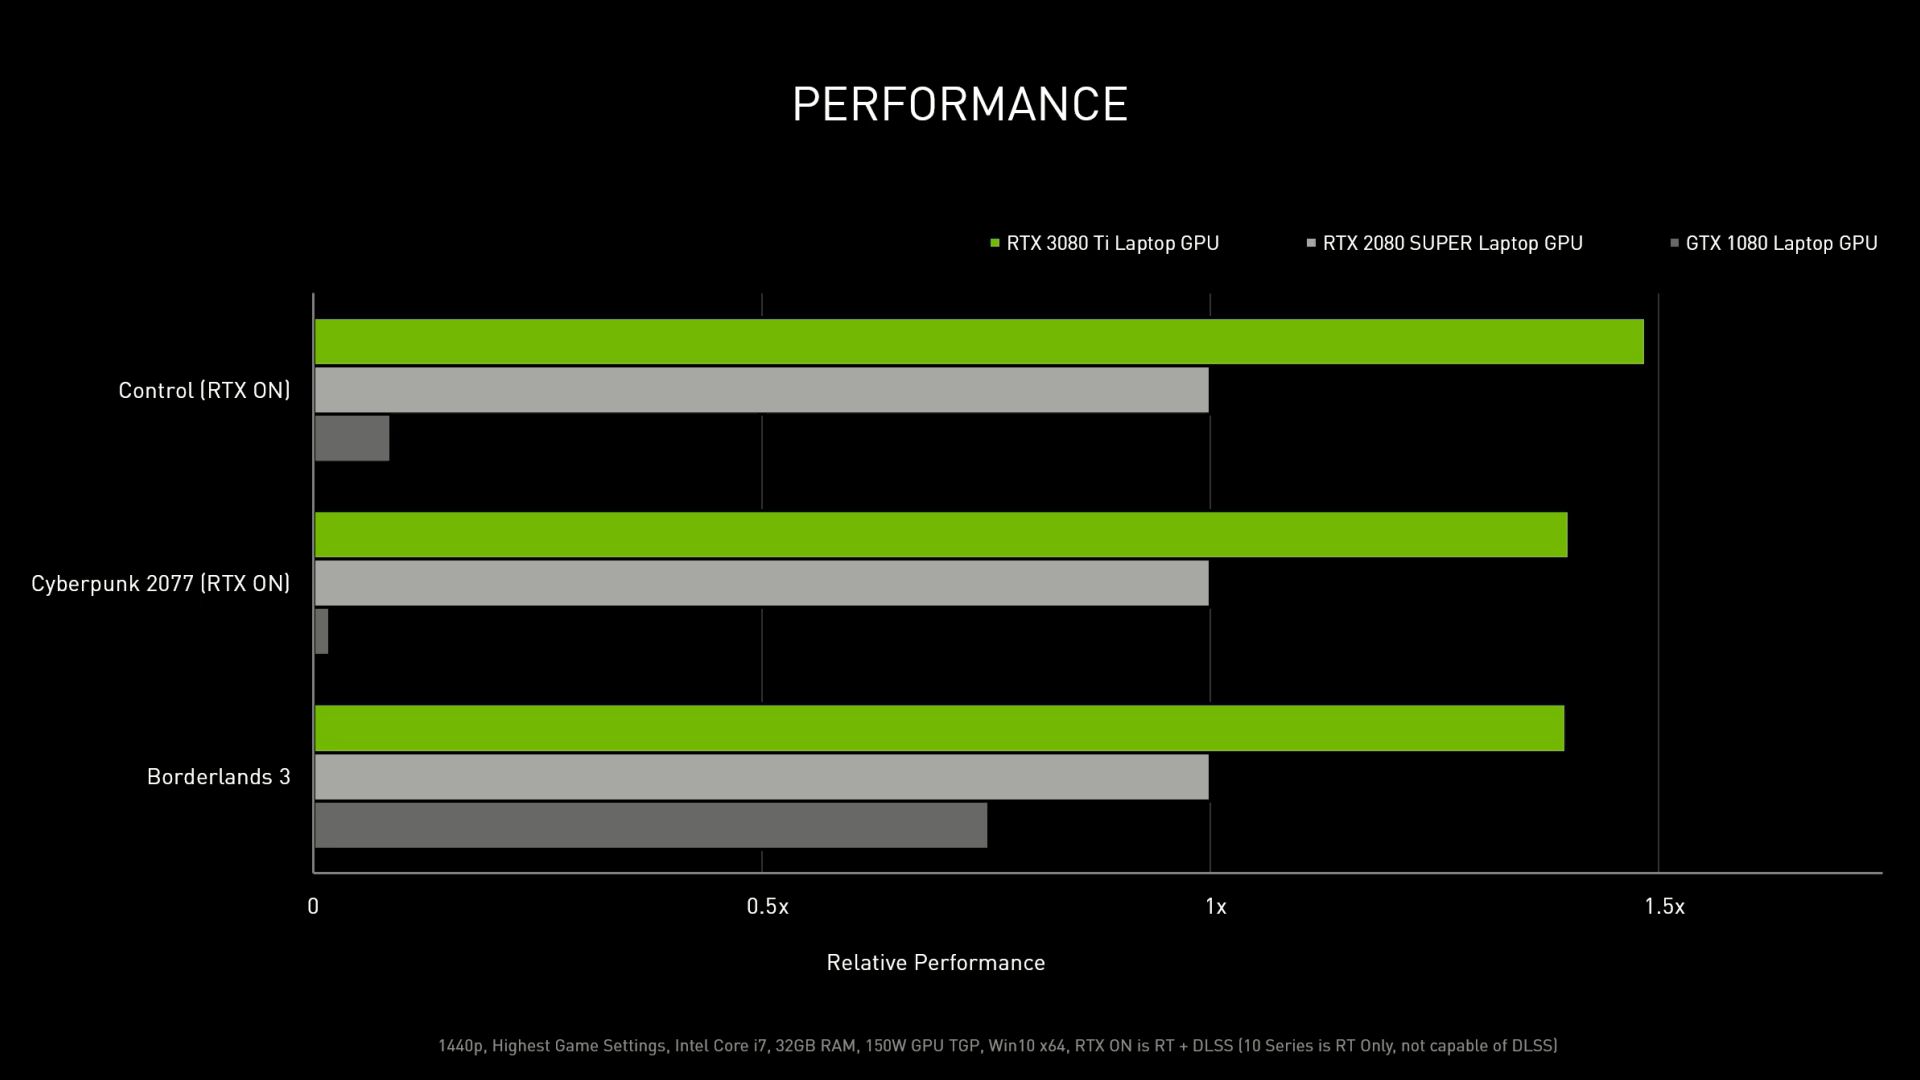 PERFORMANCE
RTX 3080 Ti Laptop GPU
RTX 2080 SUPER Laptop GPU
GTX 1080 Laptop GPU
Control (RTX ON)
Cyberpunk 2077 (RTX ON)
Borderlands 3
0
0.5x
1x
1.5x
Relative Performance
1440p, Highest Game Settings, Intel Core i7, 32GB RAM, 150W GPU TGP, Win10 x64, RTX ON is RT + DLSS (10 Series is RT Only, not capable of DLSS)